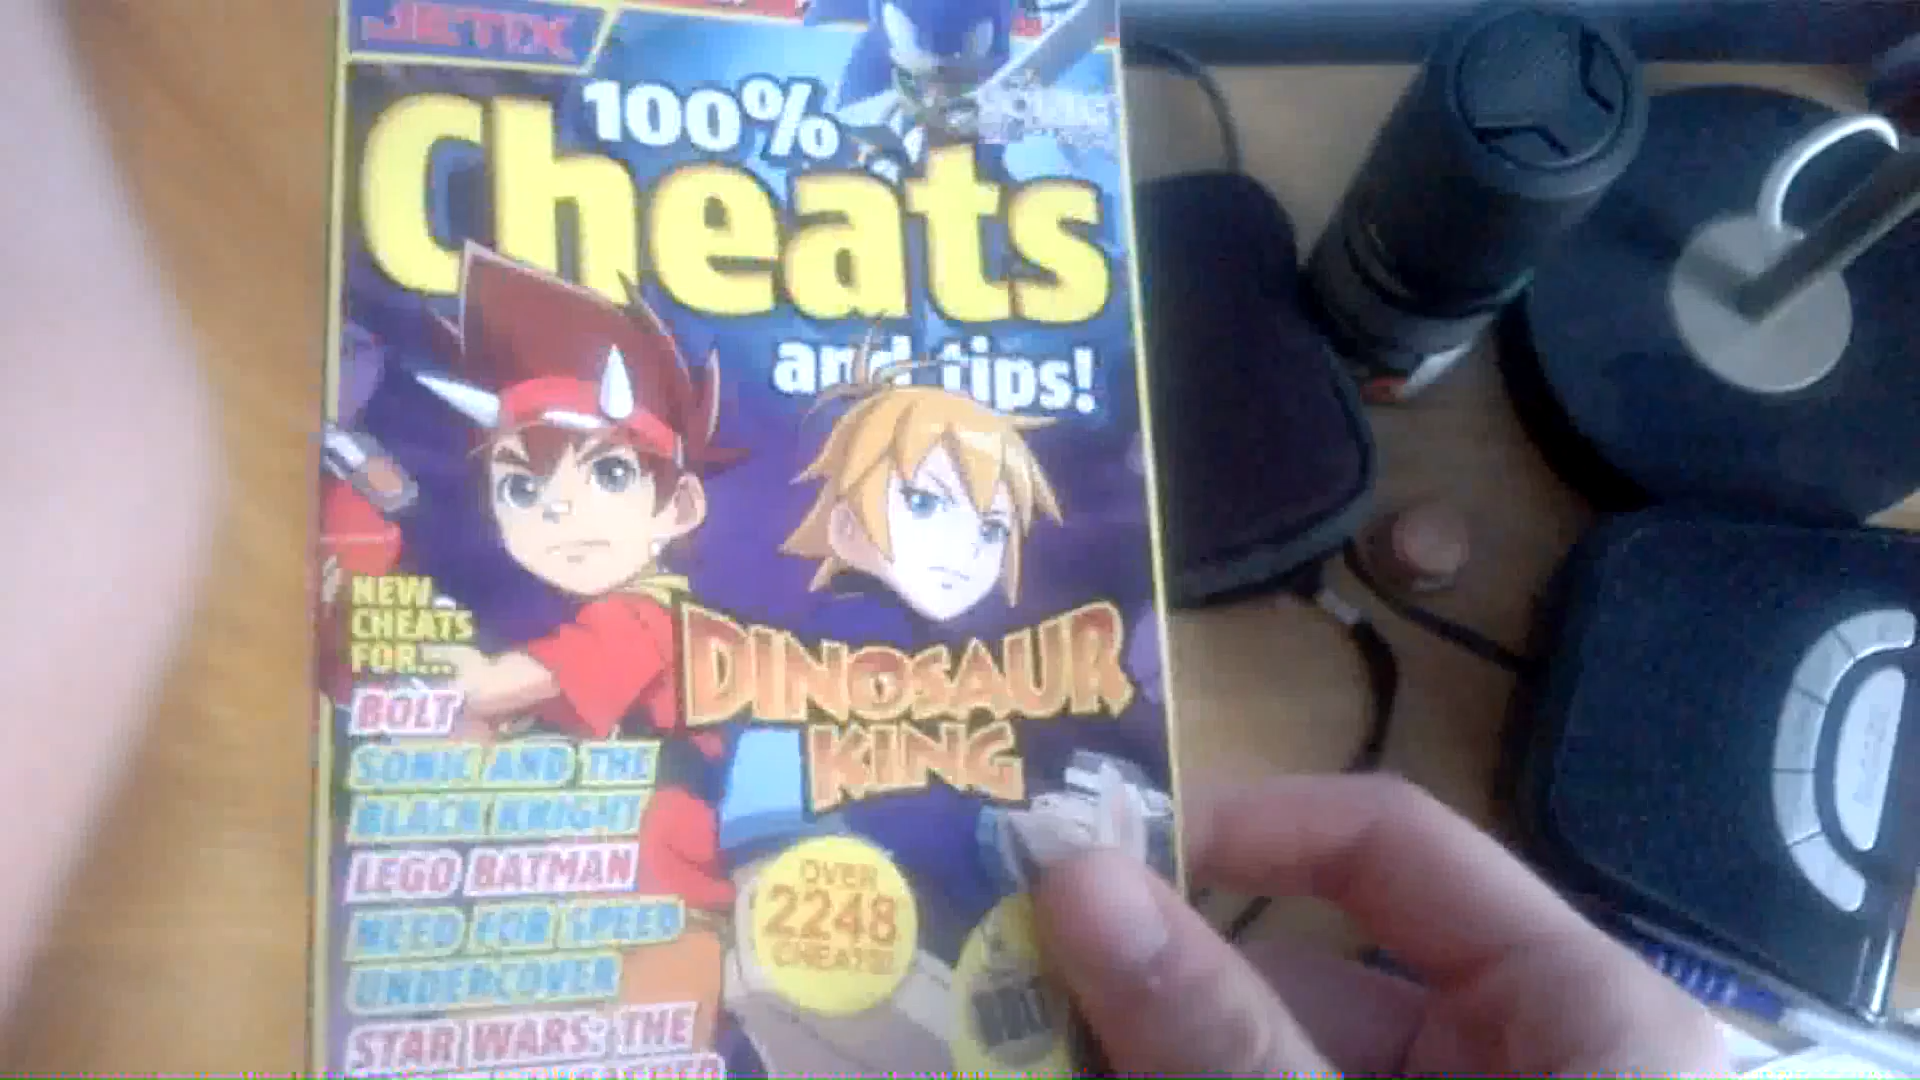 JETIX
100%
Cheats
and tips!
NEW
CHEATS
FOR...
BOLT
SONIC AND THE
BLACK KNIGHT
LEGO BATMAN
NEED FOR SPEED
UNDERCOVER
STAR WARS: THE
DINOSAUR
KING
OVER
2248
CHEATS!